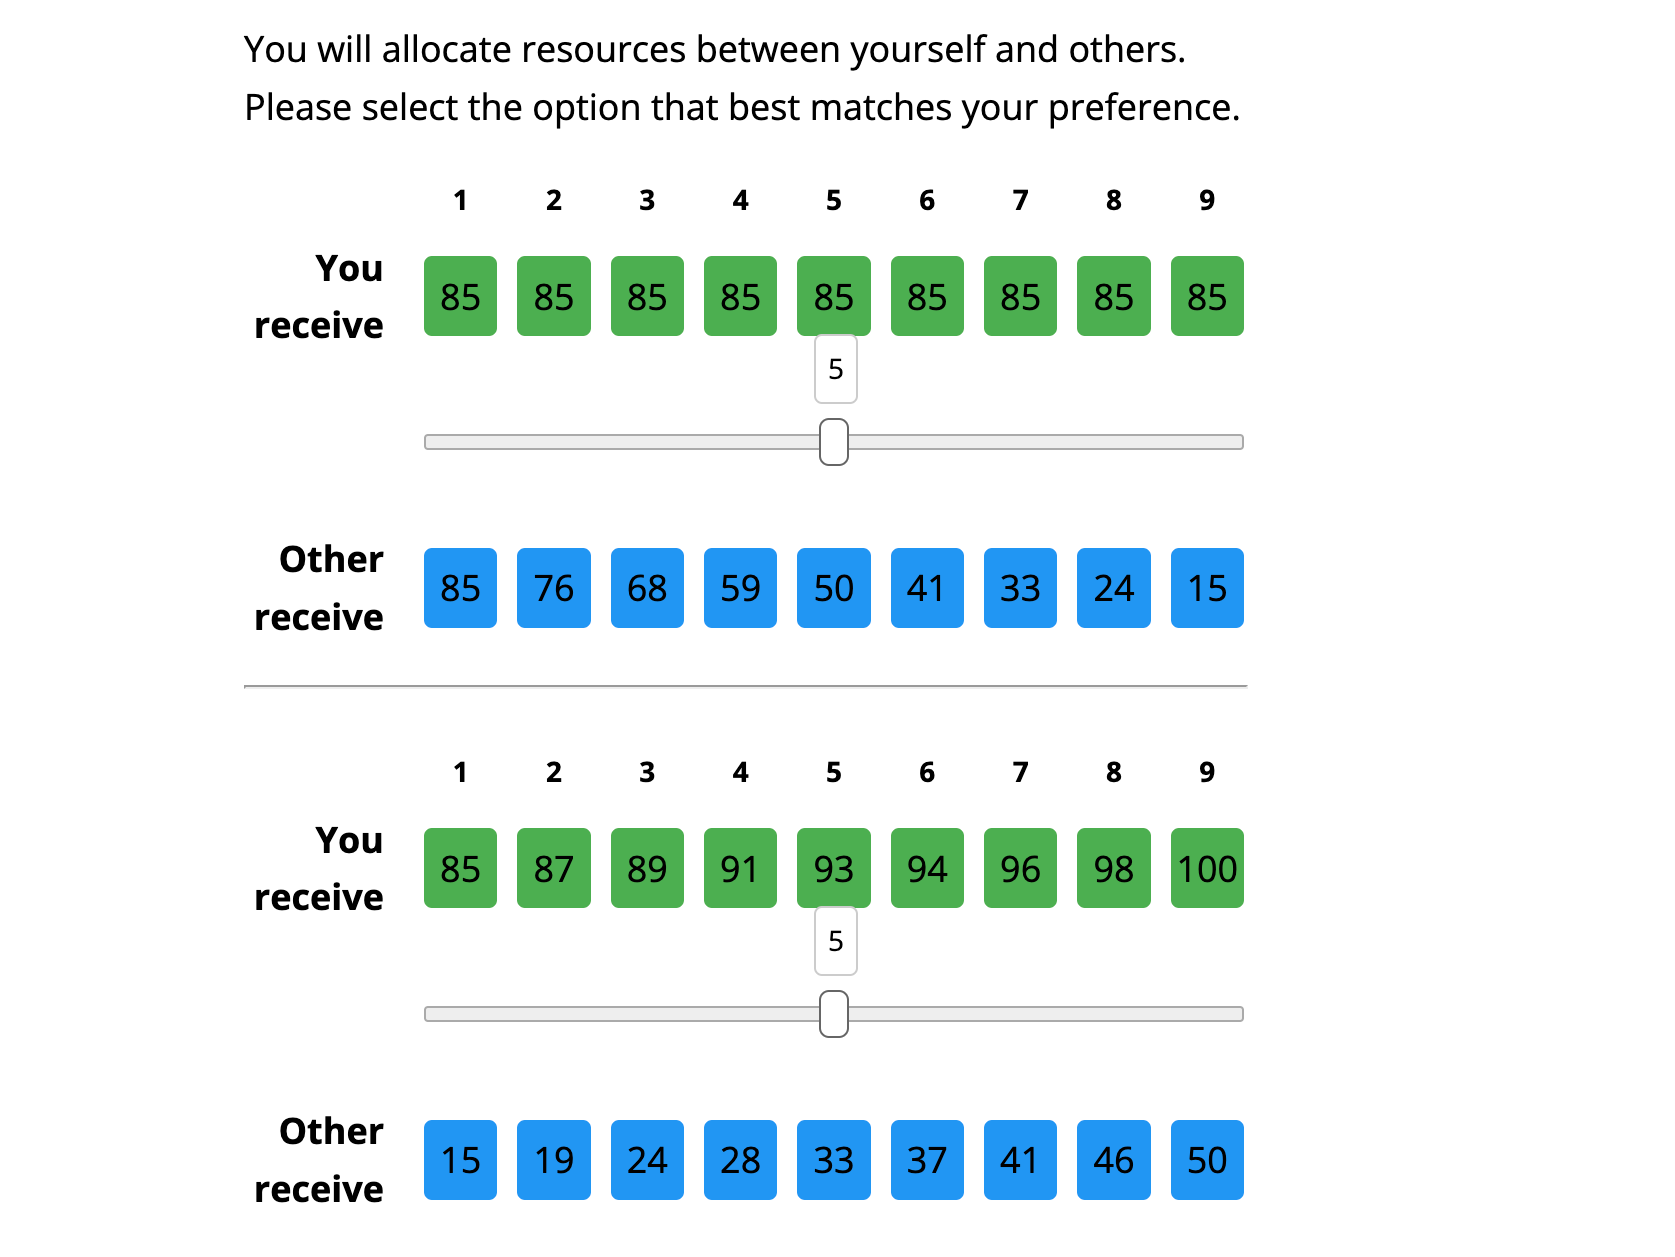 You will allocate resources between yourself and others.
Please select the option that best matches your preference.
1 2 3 4 5 6 7 8 9
You receive
85 85 85 85 85 85 85 85 85
5
Other receive
85 76 68 59 50 41 33 24 15
1 2 3 4 5 6 7 8 9
You receive
85 87 89 91 93 94 96 98 100
5
Other receive
15 19 24 28 33 37 41 46 50